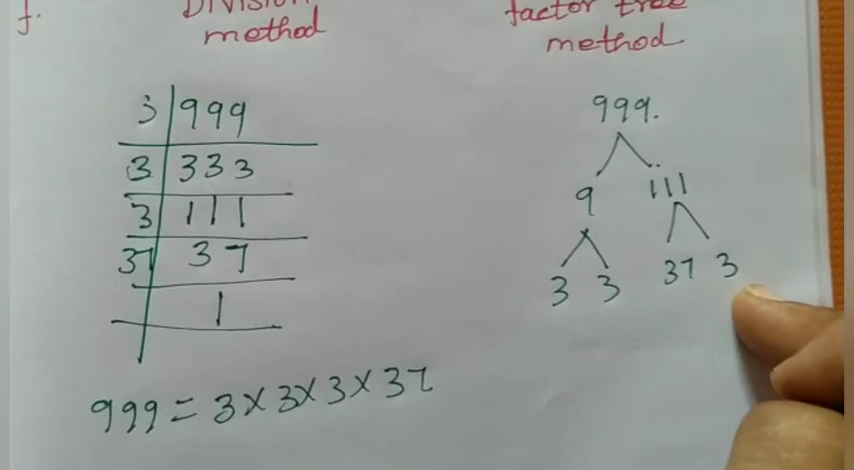 f.
DIVISION
method
3 999
3 333
3 111
37 37
1
999 = 3 × 3 × 3 × 37
factor tree
method
999.
9 111
3 3 37 3